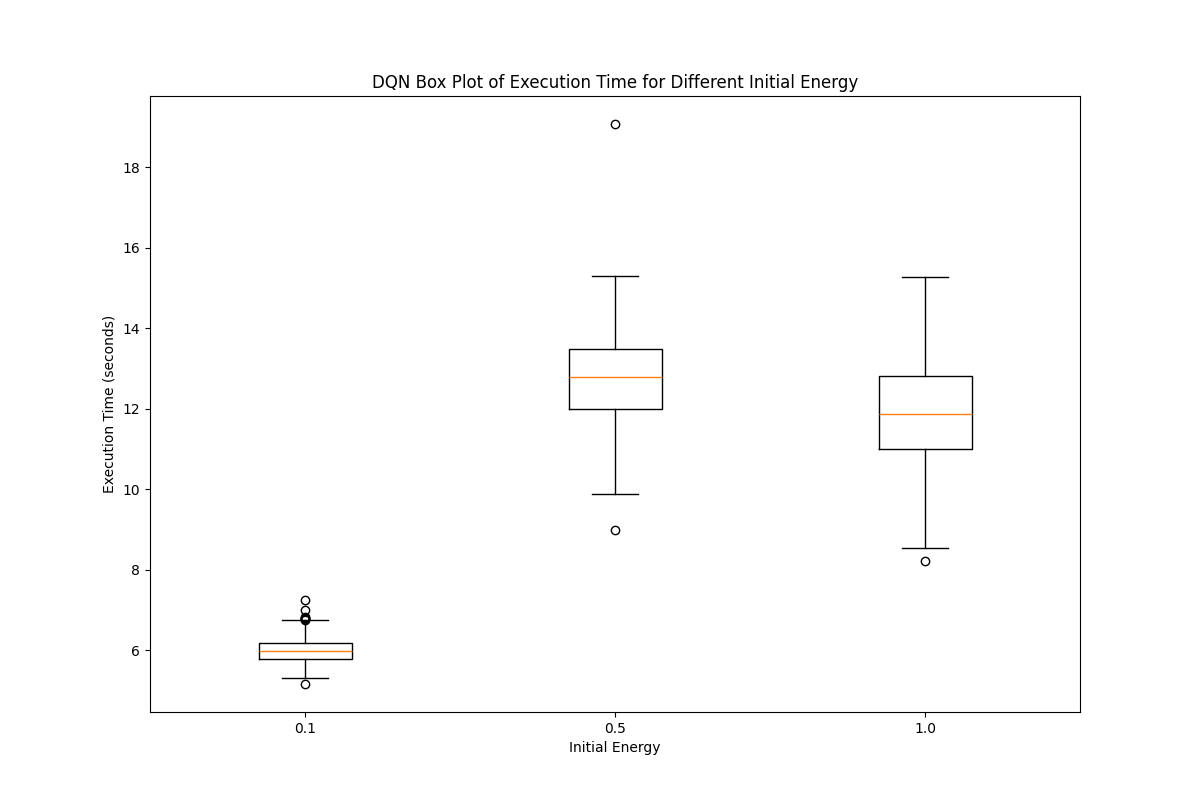 DQN Box Plot of Execution Time for Different Initial Energy
Execution Time (seconds)
18
16
14
12
10
8
6
0.1 0.5 1.0
Initial Energy